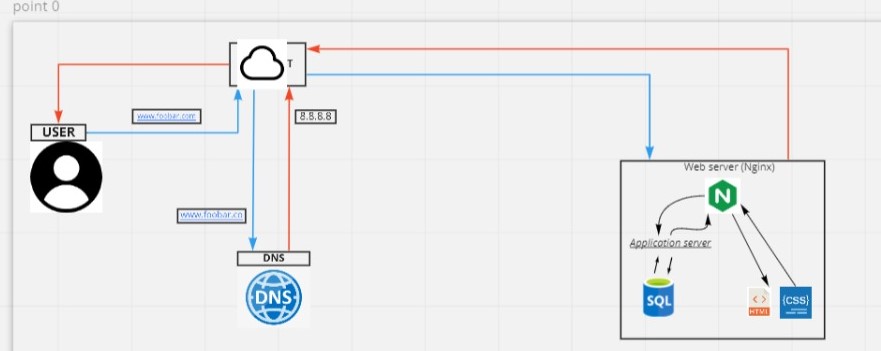 point 0
T
www.foobar.com
8.8.8.8
USER
Web server (Nginx)
N
www.foobar.co
Application server
DNS
DNS
SQL
<>
HTML
{CSS}